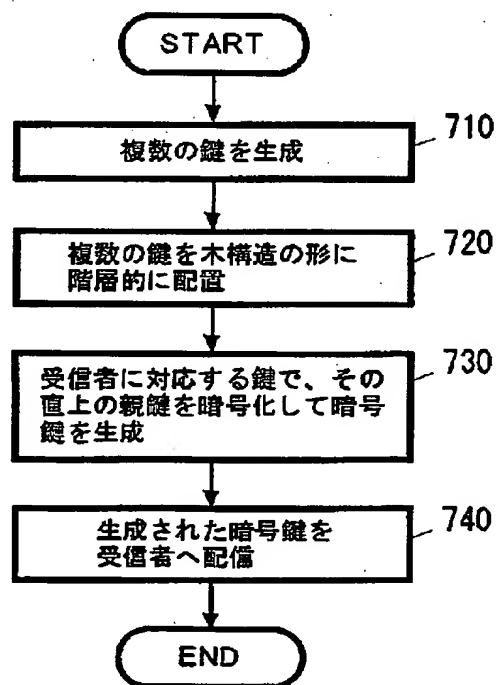 START
複数の鍵を生成
710
複数の鍵を木構造の形に
階層的に配置
720
受信者に対応する鍵で、その
直上の親鍵を暗号化して暗号
鍵を生成
730
生成された暗号鍵を
受信者へ配信
740
END